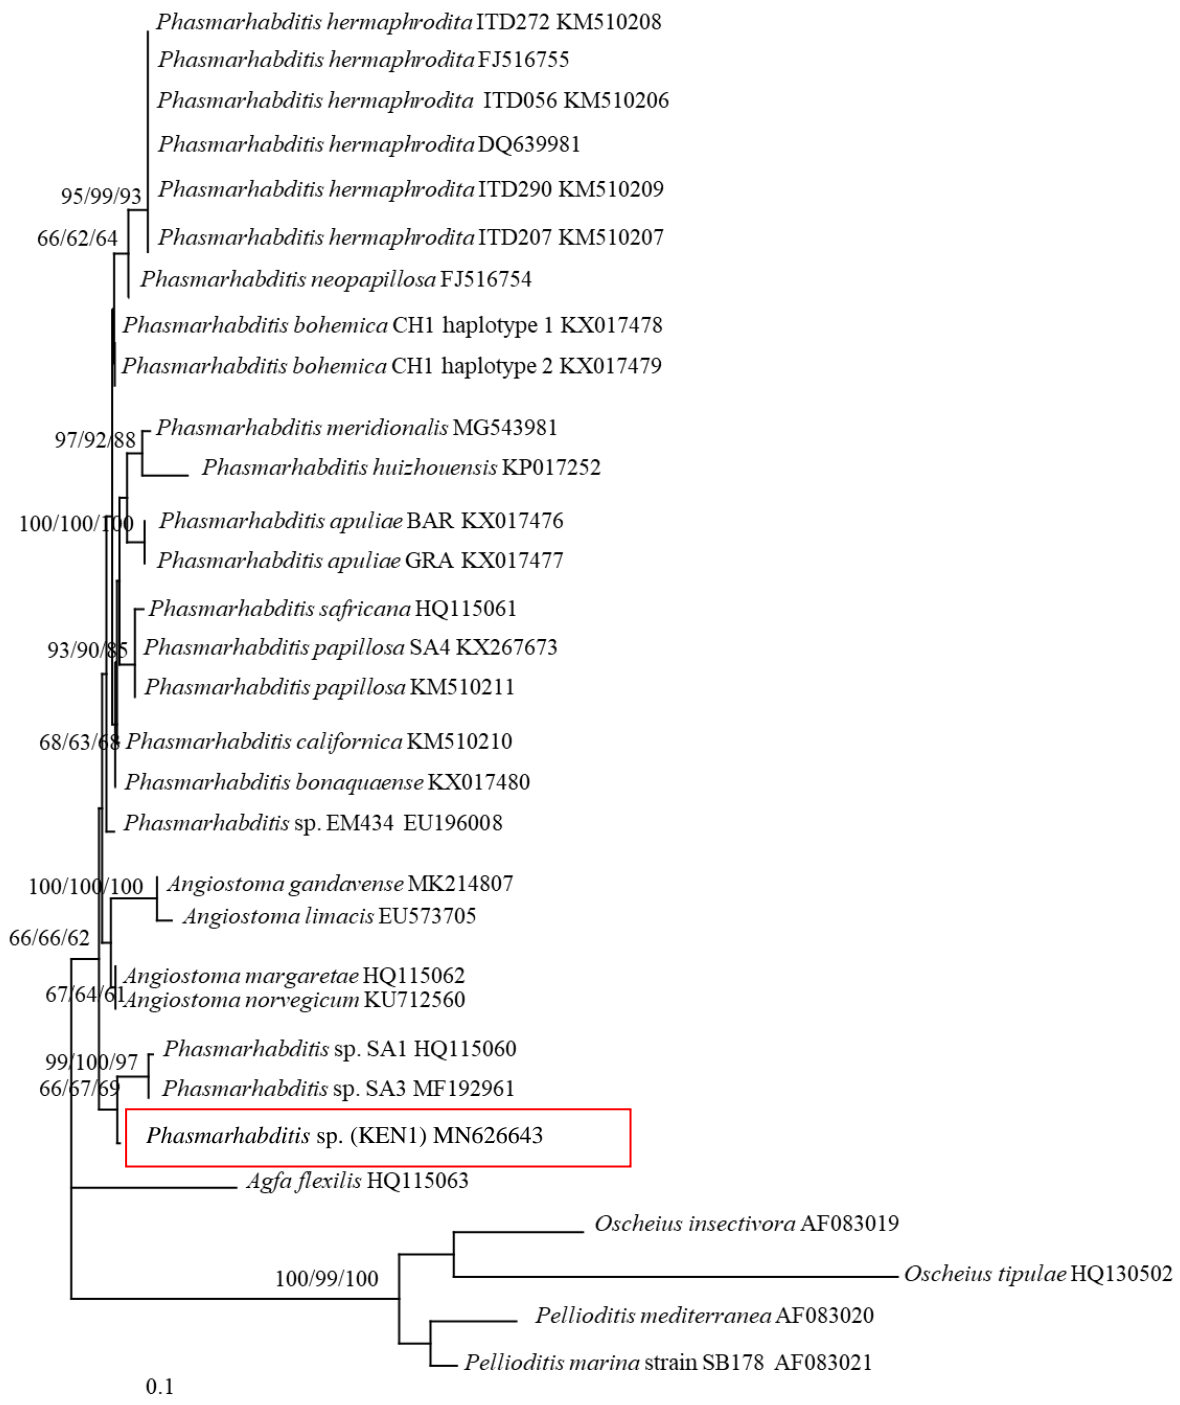 Phasmarhabditis hermaphrodita ITD272 KM510208
Phasmarhabditis hermaphrodita FJ516755
Phasmarhabditis hermaphrodita ITD056 KM510206
Phasmarhabditis hermaphrodita DQ639981
Phasmarhabditis hermaphrodita ITD290 KM510209
95/99/93
66/62/64
Phasmarhabditis hermaphrodita ITD207 KM510207
Phasmarhabditis neopapillosa FJ516754
Phasmarhabditis bohemica CH1 haplotype 1 KX017478
Phasmarhabditis bohemica CH1 haplotype 2 KX017479
Phasmarhabditis meridionalis MG543981
97/92/88
Phasmarhabditis huizhouensis KP017252
100/100/100
Phasmarhabditis apuliae BAR KX017476
Phasmarhabditis apuliae GRA KX017477
Phasmarhabditis safricana HQ115061
93/90/85
Phasmarhabditis papillosa SA4 KX267673
Phasmarhabditis papillosa KM510211
68/63/68
Phasmarhabditis californica KM510210
Phasmarhabditis bonaquaense KX017480
Phasmarhabditis sp. EM434 EU196008
100/100/100
Angiostoma gandavense MK214807
Angiostoma limacis EU573705
66/66/62
Angiostoma margaretae HQ115062
67/64/61
Angiostoma norvegicum KU712560
Phasmarhabditis sp. SA1 HQ115060
99/100/97
66/67/69
Phasmarhabditis sp. SA3 MF192961
Phasmarhabditis sp. (KEN1) MN626643
Agfa flexilis HQ115063
Oscheius insectivora AF083019
100/99/100
Oscheius tipulae HQ130502
Pellioditis mediterranea AF083020
Pellioditis marina strain SB178 AF083021
0.1